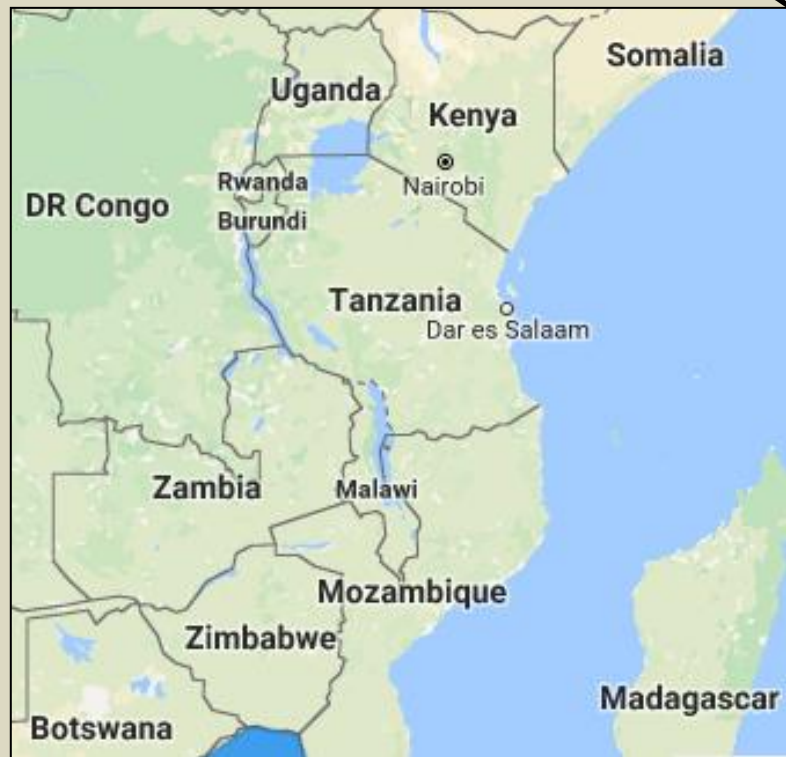 Somalia
Uganda
Kenya
Nairobi
Rwanda
DR Congo
Burundi
Tanzania
Dar es Salaam
Zambia
Malawi
Mozambique
Zimbabwe
Madagascar
Botswana